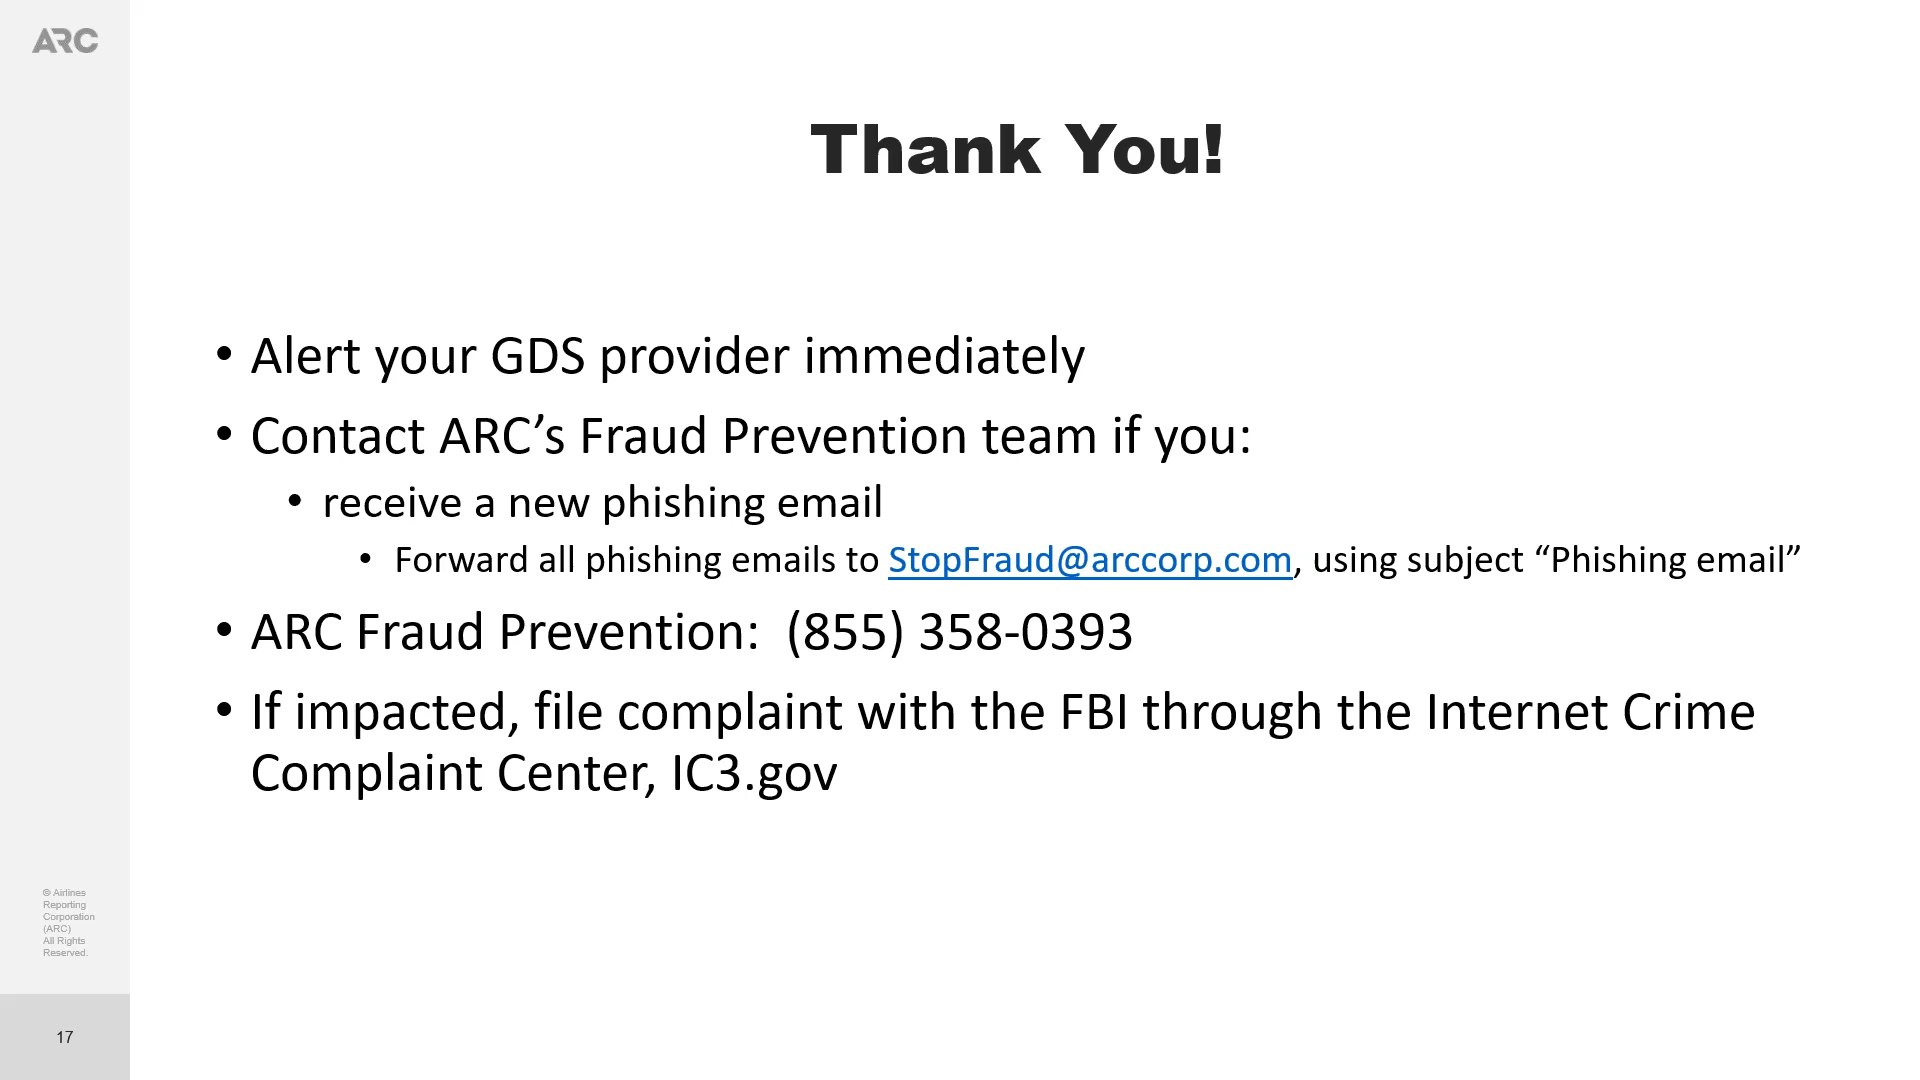 ARC
Thank You!
• Alert your GDS provider immediately
• Contact ARC’s Fraud Prevention team if you:
• receive a new phishing email
• Forward all phishing emails to StopFraud@arccorp.com, using subject “Phishing email”
• ARC Fraud Prevention:  (855) 358-0393
• If impacted, file complaint with the FBI through the Internet Crime
Complaint Center, IC3.gov
© Airlines
Reporting
Corporation
(ARC)
All Rights
Reserved.
17